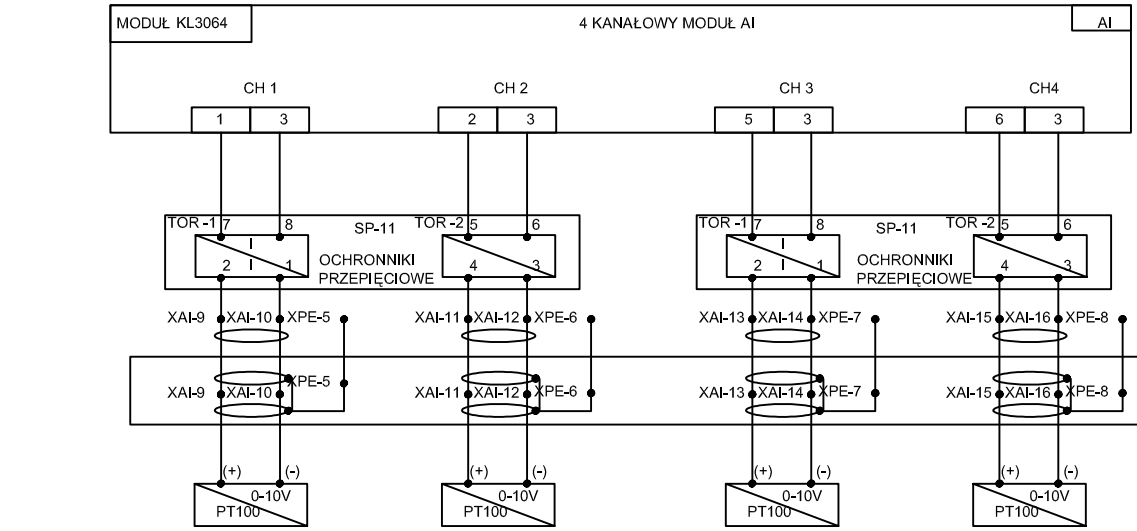 MODUŁ KL3064 4 KANAŁOWY MODUŁ AI AI
CH 1 CH 2 CH 3 CH4
1 3 2 3 5 3 6 3
TOR -1 7 8 SP-11 TOR -2 5 6 TOR -1 7 8 SP-11 TOR -2 5 6
I I
2 I 1 OCHRONNIKI 4 3 2 I 1 OCHRONNIKI 4 3
PRZEPIĘCIOWE PRZEPIĘCIOWE
XAI-9 XAI-10 XPE-5 XAI-11 XAI-12 XPE-6 XAI-13 XAI-14 XPE-7 XAI-15 XAI-16 XPE-8
XAI-9 XAI-10 XPE-5 XAI-11 XAI-12 XPE-6 XAI-13 XAI-14 XPE-7 XAI-15 XAI-16 XPE-8
(+) (-) (+) (-) (+) (-) (+) (-)
0-10V 0-10V 0-10V 0-10V
PT100 PT100 PT100 PT100